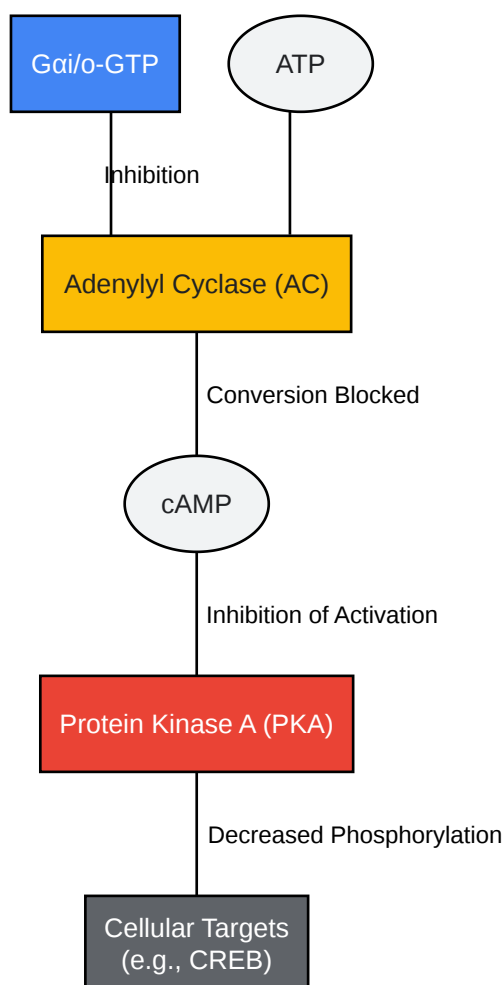 Gαi/o-GTP
ATP
Inhibition
Adenylyl Cyclase (AC)
Conversion Blocked
cAMP
Inhibition of Activation
Protein Kinase A (PKA)
Decreased Phosphorylation
Cellular Targets
(e.g., CREB)